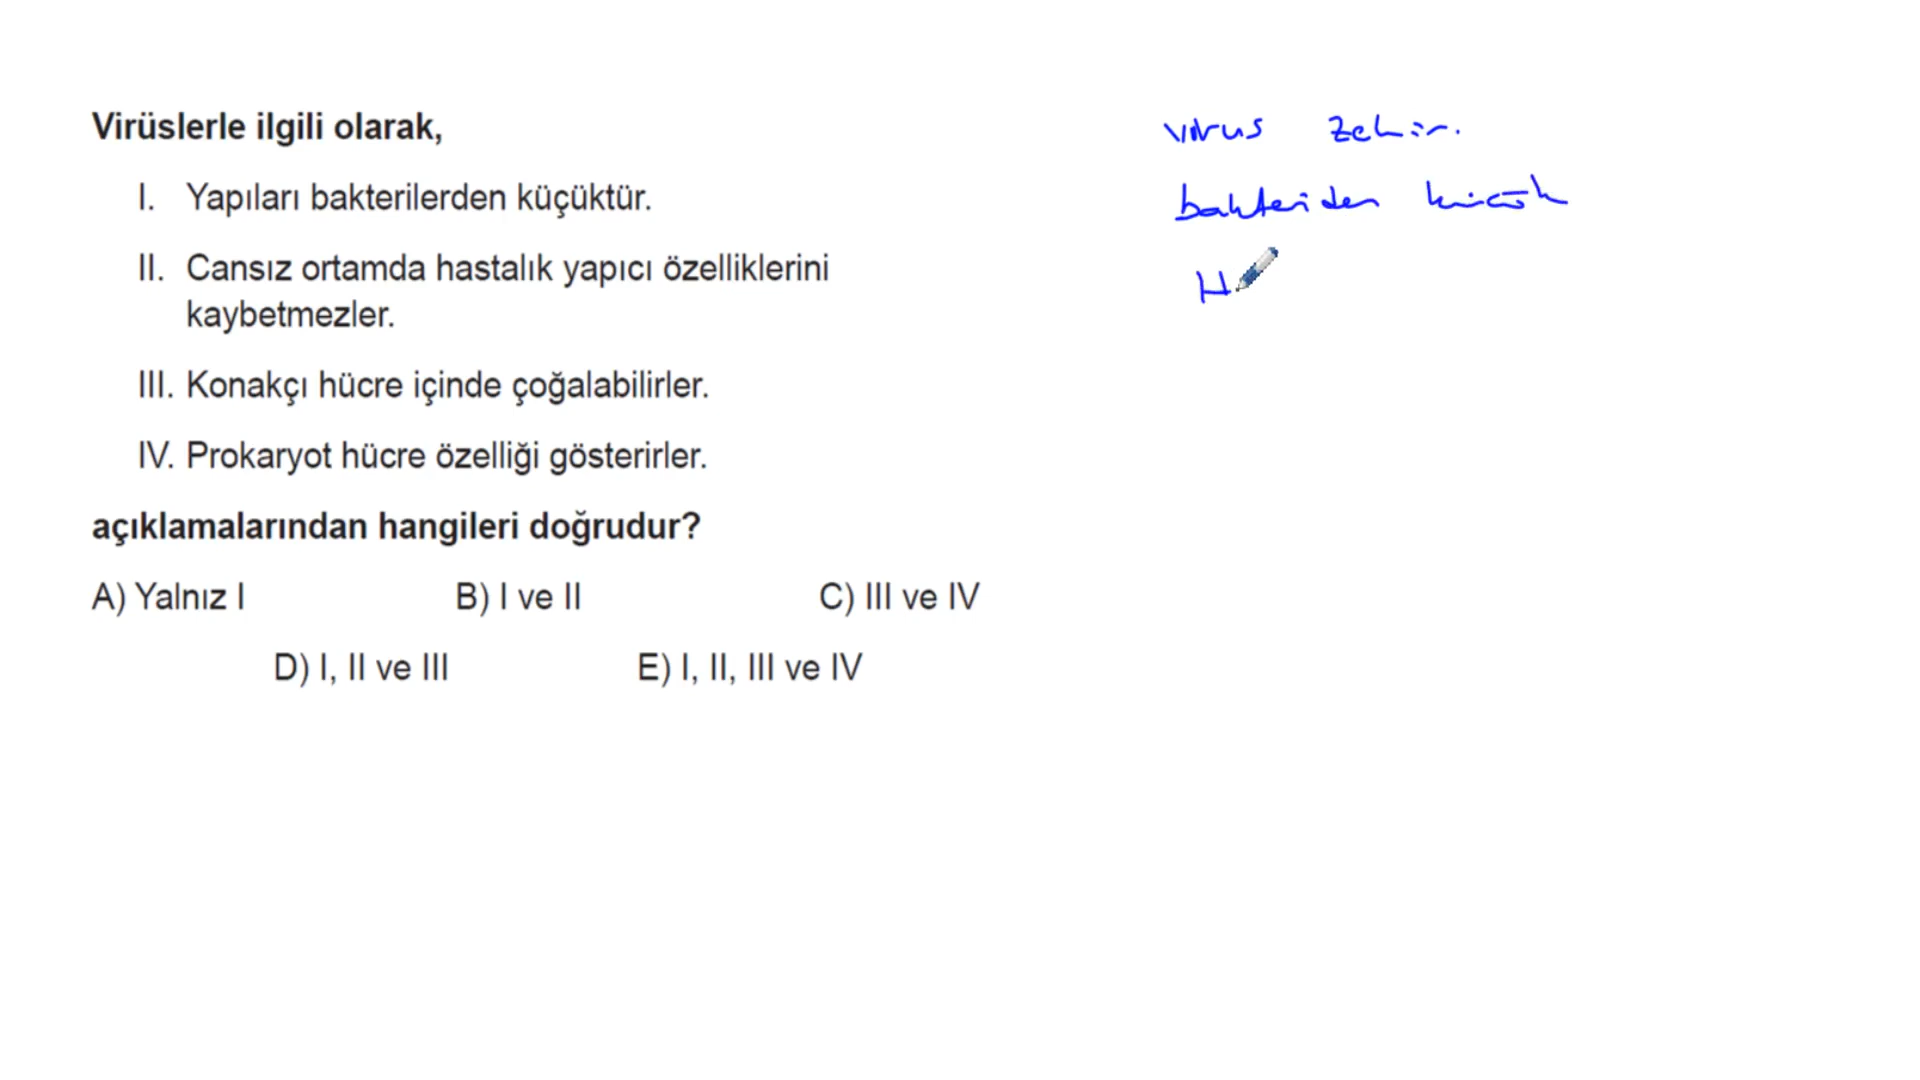 Virüslerle ilgili olarak,
I. Yapıları bakterilerden küçüktür.
II. Cansız ortamda hastalık yapıcı özelliklerini
kaybetmezler.
III. Konakçı hücre içinde çoğalabilirler.
IV. Prokaryot hücre özelliği gösterirler.
açıklamalarından hangileri doğrudur?
A) Yalnız I B) I ve II C) III ve IV
D) I, II ve III E) I, II, III ve IV
virus zehir.
bakteriden küçük
H